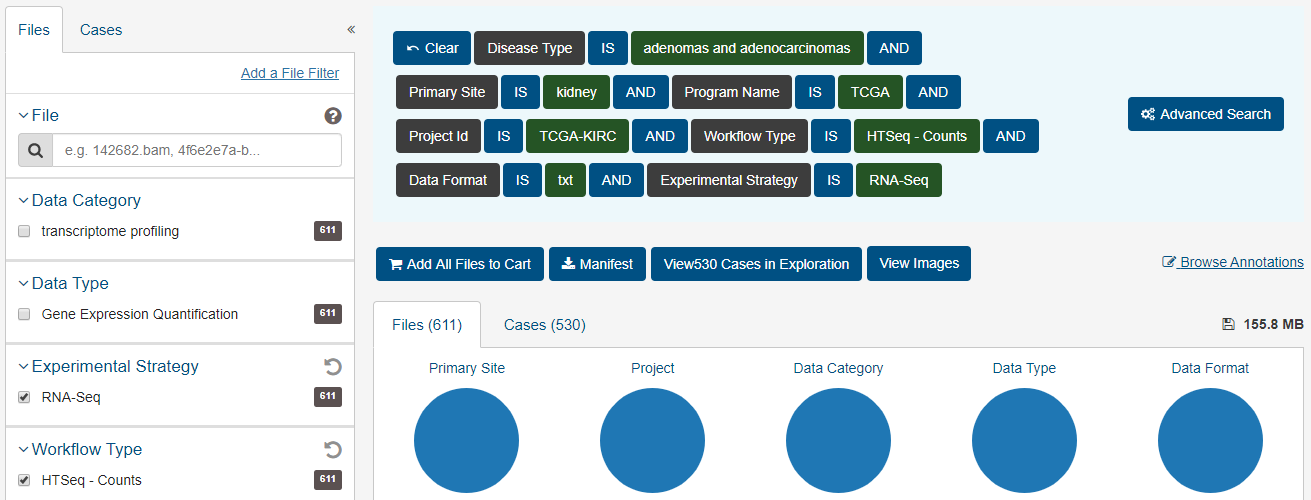 Files Cases «
Add a File Filter
File
e.g. 142682.bam, 4f6e2e7a-b...
Data Category
transcriptome profiling 611
Data Type
Gene Expression Quantification 611
Experimental Strategy
RNA-Seq 611
Workflow Type
HTSeq - Counts 611
Clear Disease Type IS adenomas and adenocarcinomas AND
Primary Site IS kidney AND Program Name IS TCGA AND
Project Id IS TCGA-KIRC AND Workflow Type IS HTSeq - Counts AND
Data Format IS txt AND Experimental Strategy IS RNA-Seq
Advanced Search
Add All Files to Cart Manifest View530 Cases in Exploration View Images Browse Annotations
Files (611) Cases (530) 155.8 MB
Primary Site Project Data Category Data Type Data Format